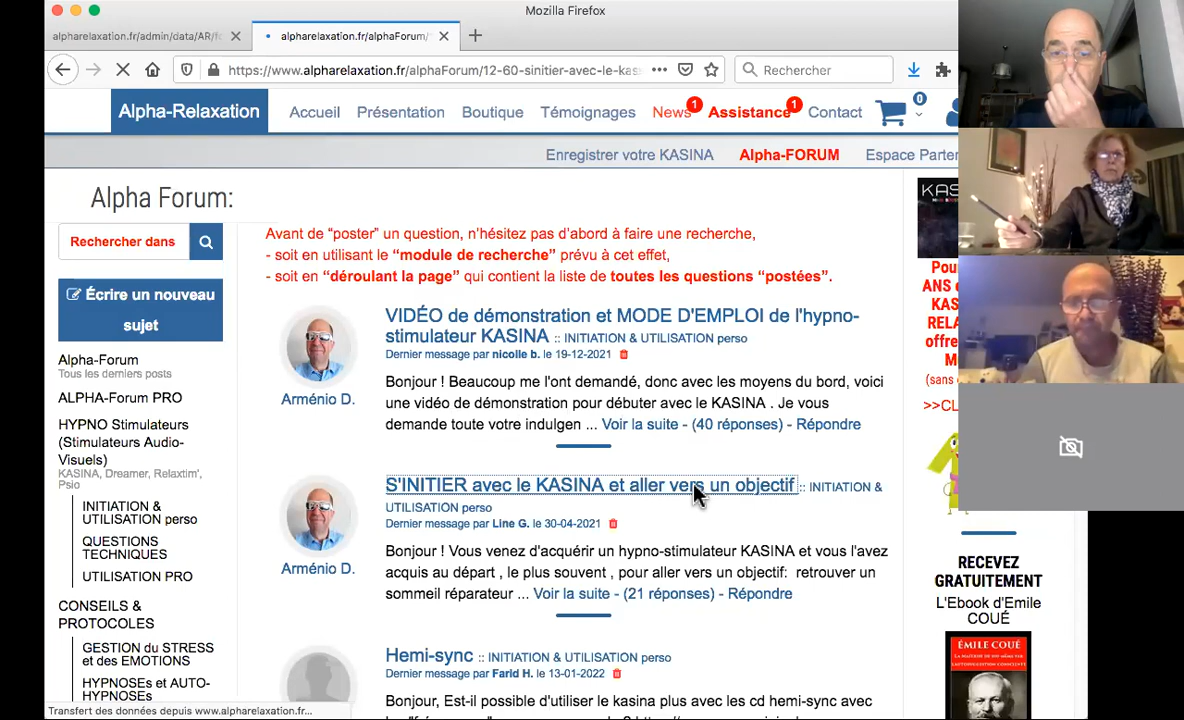 Mozilla Firefox
alpharelaxation.fr/admin/data/AR/fo
alpharelaxation.fr/alphaForum/
https://www.alpharelaxation.fr/alphaForum/12-60-sinitier-avec-le-kas
Rechercher
Alpha-Relaxation
Accueil
Présentation
Boutique
Témoignages
News
1
Assistance
1
Contact
0
Enregistrer votre KASINA
Alpha-FORUM
Espace Parten
Alpha Forum:
Rechercher dans
Écrire un nouveau
sujet
Alpha-Forum
Tous les derniers posts
ALPHA-Forum PRO
HYPNO Stimulateurs
(Stimulateurs Audio-
Visuels)
KASINA, Dreamer, Relaxtim',
Psio
INITIATION &
UTILISATION perso
QUESTIONS
TECHNIQUES
UTILISATION PRO
CONSEILS &
PROTOCOLES
GESTION du STRESS
et des EMOTIONS
HYPNOSEs et AUTO-
HYPNOSES
Avant de “poster” un question, n'hésitez pas d'abord à faire une recherche,
- soit en utilisant le “module de recherche” prévu à cet effet,
- soit en “déroulant la page” qui contient la liste de toutes les questions “postées”.
VIDÉO de démonstration et MODE D'EMPLOI de l'hypno-
stimulateur KASINA :: INITIATION & UTILISATION perso
Dernier message par nicolle b. le 19-12-2021
Arménio D.
Bonjour ! Beaucoup me l'ont demandé, donc avec les moyens du bord, voici
une vidéo de démonstration pour débuter avec le KASINA . Je vous
demande toute votre indulgen ... Voir la suite - (40 réponses) - Répondre
S'INITIER avec le KASINA et aller vers un objectif :: INITIATION &
UTILISATION perso
Dernier message par Line G. le 30-04-2021
Arménio D.
Bonjour ! Vous venez d'acquérir un hypno-stimulateur KASINA et vous l'avez
acquis au départ , le plus souvent , pour aller vers un objectif: retrouver un
sommeil réparateur ... Voir la suite - (21 réponses) - Répondre
Hemi-sync :: INITIATION & UTILISATION perso
Dernier message par Farid H. le 13-01-2022
Bonjour, Est-il possible d'utiliser le kasina plus avec les cd hemi-sync avec
KAS
Pou
ANS
KAS
RELA
offre
M
(sans
>>CL
RECEVEZ
GRATUITEMENT
L'Ebook d'Emile
COUÉ
ÉMILE COUÉ
Transfert des données depuis www.alpharelaxation.fr...